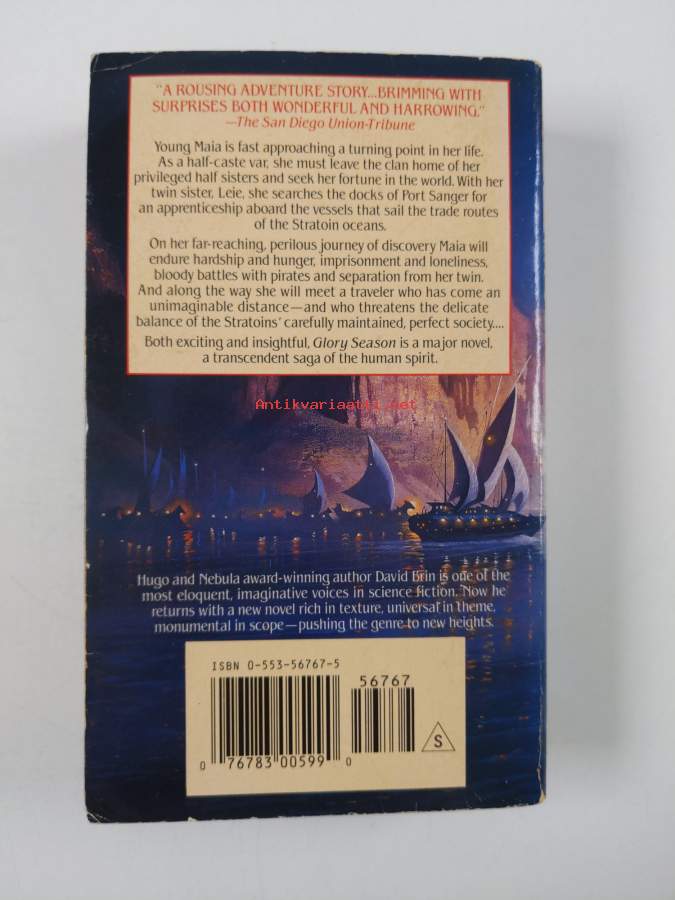 "A ROUSING ADVENTURE STORY...BRIMMING WITH
SURPRISES BOTH WONDERFUL AND HARROWING."
—The San Diego Union-Tribune
Young Maia is fast approaching a turning point in her life.
As a half-caste var, she must leave the clan home of her
privileged half sisters and seek her fortune in the world. With her
twin sister, Leie, she searches the docks of Port Sanger for
an apprenticeship aboard the vessels that sail the trade routes
of the Stratoin oceans.
On her far-reaching, perilous journey of discovery Maia will
endure hardship and hunger, imprisonment and loneliness,
bloody battles with pirates and separation from her twin.
And along the way she will meet a traveler who has come an
unimaginable distance—and who threatens the delicate
balance of the Stratoins' carefully maintained, perfect society....
Both exciting and insightful, Glory Season is a major novel,
a transcendent saga of the human spirit.
Antikvariaatti.net
Hugo and Nebula award-winning author David Brin is one of the
most eloquent, imaginative voices in science fiction. Now he
returns with a new novel rich in texture, universal in theme,
monumental in scope—pushing the genre to new heights.
ISBN 0-553-56767-5
56767
S
0 76783 00599 0